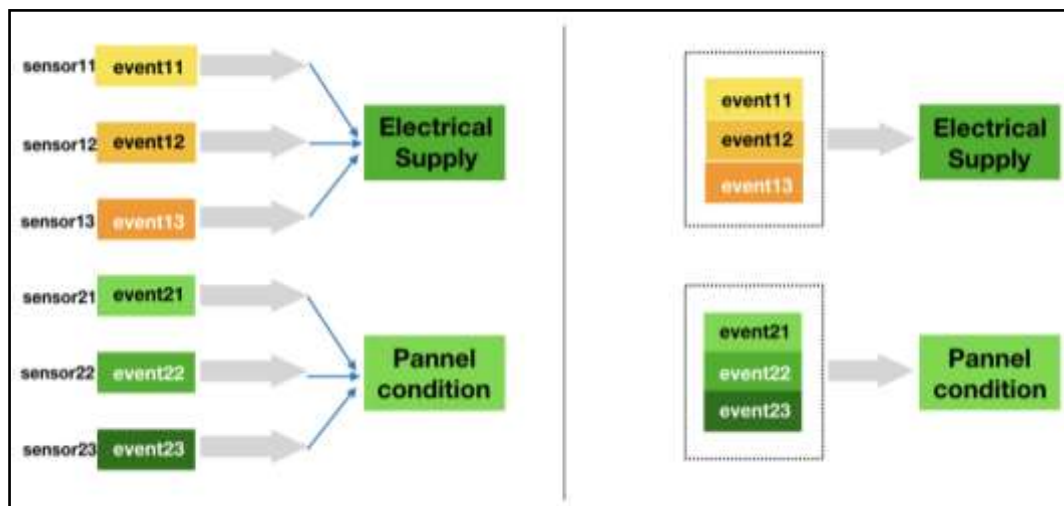 sensor11 event11
sensor12 event12
sensor13 event13
Electrical
Supply
sensor21 event21
sensor22 event22
sensor23 event23
Pannel
condition
event11
event12
event13
Electrical
Supply
event21
event22
event23
Pannel
condition